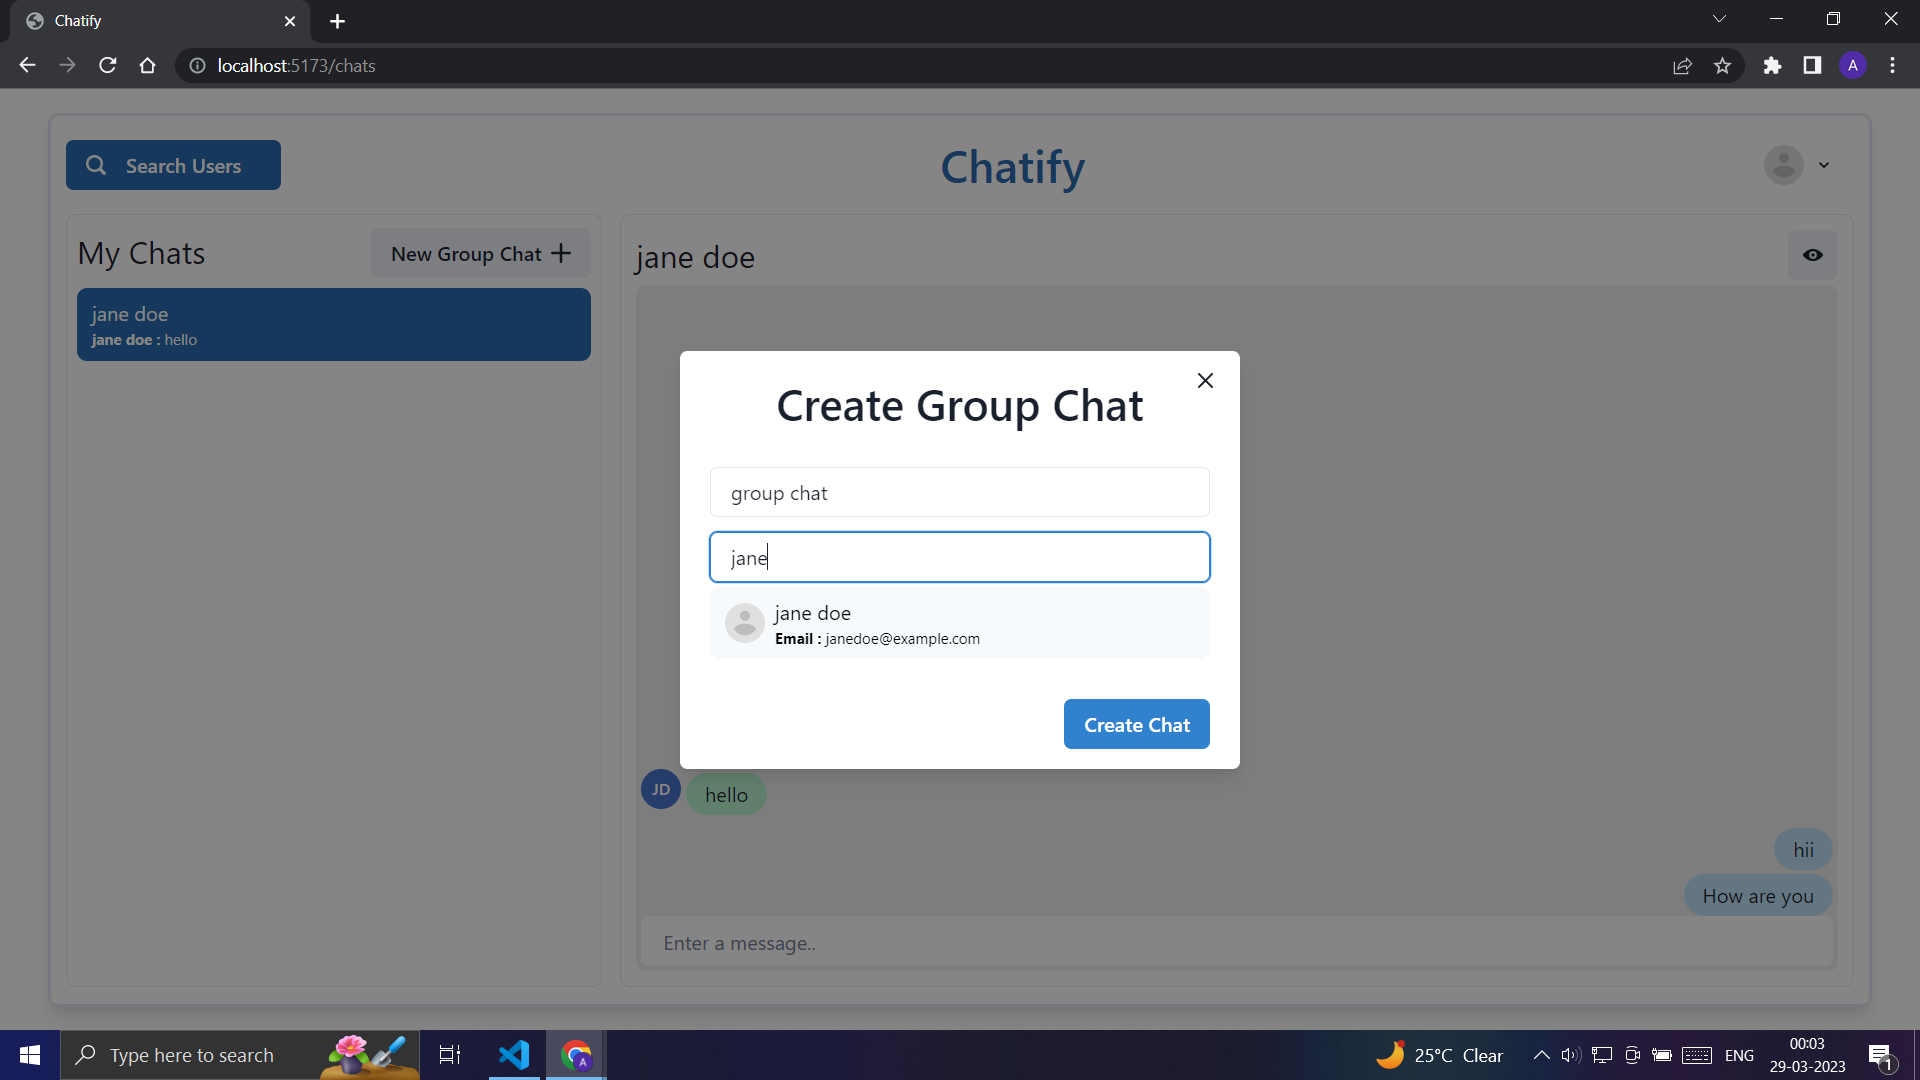 Chatify
localhost:5173/chats
A
Search Users
Chatify
My Chats
New Group Chat
jane doe
jane doe : hello
jane doe
Create Group Chat
group chat
jane
jane doe
Email : janedoe@example.com
Create Chat
JD
hello
hii
How are you
Enter a message..
Type here to search
A
25°C Clear
ENG
00:03
29-03-2023
1